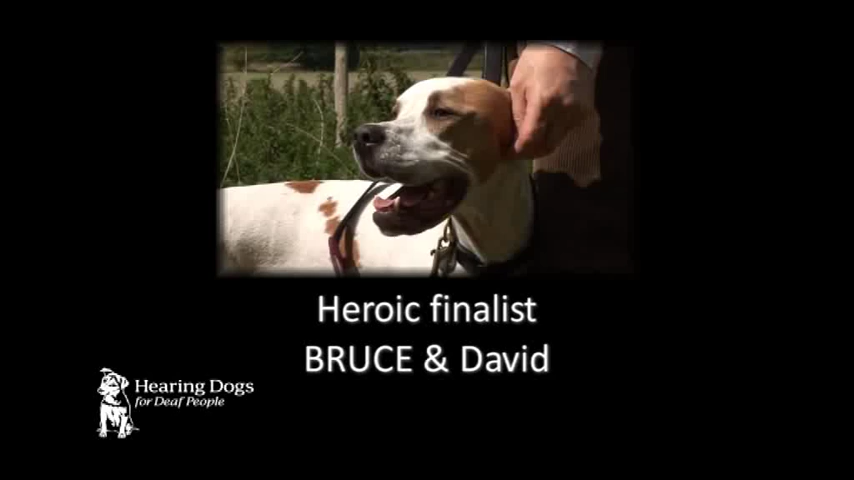 Heroic finalist
BRUCE & David
Hearing Dogs
for Deaf People